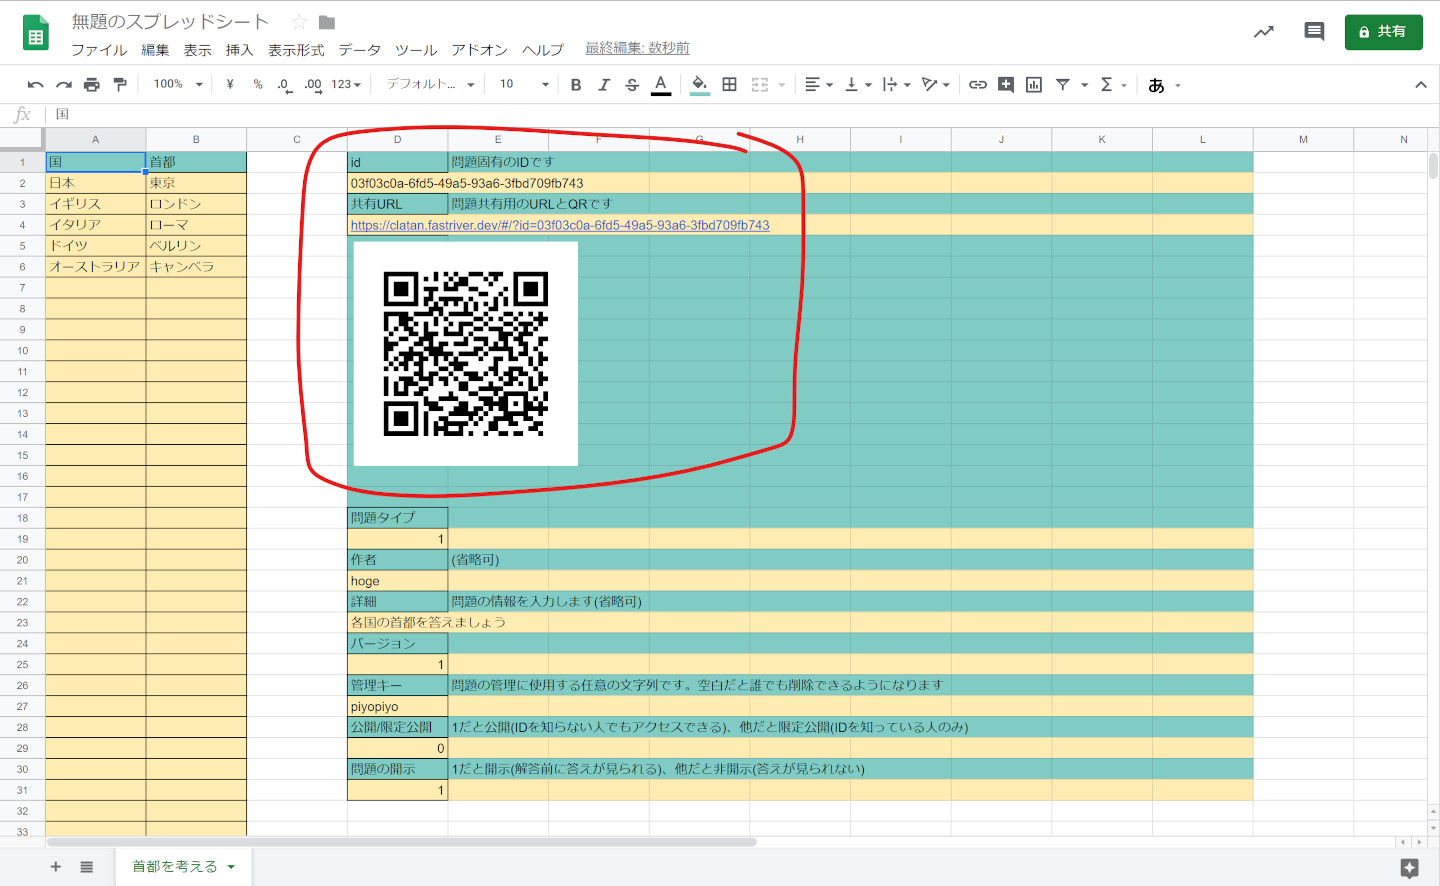 無題のスプレッドシート
ファイル 編集 表示 挿入 表示形式 データ ツール アドオン ヘルプ 最終編集: 数秒前
共有
100% ¥ % .0 .00 123 デフォルト... 10 B I S A Σ あ
fx 国
A B C D E F G H I J K L M N
1 国 首都 id 問題固有のIDです
2 日本 東京 03f03c0a-6fd5-49a5-93a6-3fbd709fb743
3 イギリス ロンドン 共有URL 問題共有用のURLとQRです
4 イタリア ローマ https://clatan.fastriver.dev/#/?id=03f03c0a-6fd5-49a5-93a6-3fbd709fb743
5 ドイツ ベルリン
6 オーストラリア キャンベラ
7
8
9
10
11
12
13
14
15
16
17
18 問題タイプ
19 1
20 作者 (省略可)
21 hoge
22 詳細 問題の情報を入力します(省略可)
23 各国の首都を答えましょう
24 バージョン
25 1
26 管理キー 問題の管理に使用する任意の文字列です。空白だと誰でも削除できるようになります
27 piyopiyo
28 公開/限定公開 1だと公開(IDを知らない人でもアクセスできる)、他だと限定公開(IDを知っている人のみ)
29 0
30 問題の開示 1だと開示(解答前に答えが見られる)、他だと非開示(答えが見られない)
31 1
32
33
首都を考える